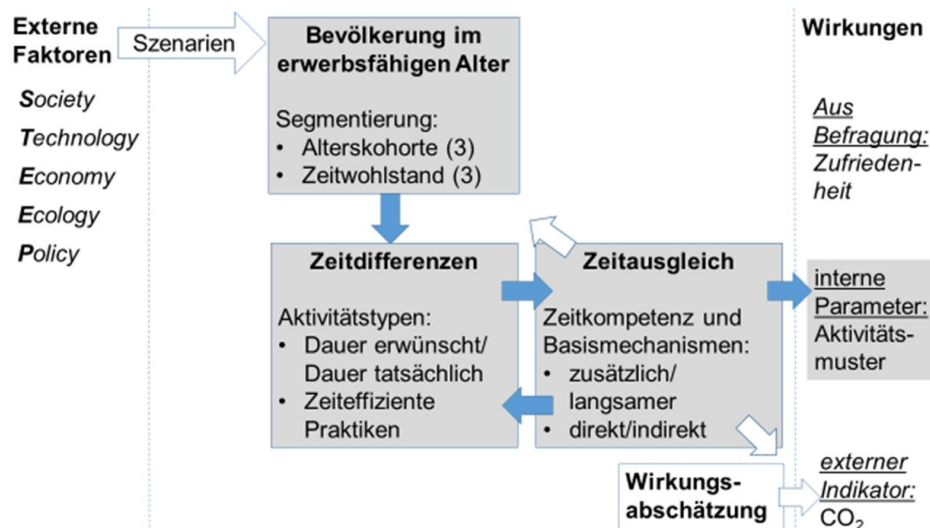 Externe
Faktoren
Society
Technology
Economy
Ecology
Policy
Szenarien
Bevölkerung im
erwerbsfähigen Alter
Segmentierung:
• Alterskohorte (3)
• Zeitwohlstand (3)
Zeitdifferenzen
Aktivitätstypen:
• Dauer erwünscht/
Dauer tatsächlich
• Zeiteffiziente
Praktiken
Zeitausgleich
Zeitkompetenz und
Basismechanismen:
• zusätzlich/
langsamer
• direkt/indirekt
Wirkungs-
abschätzung
Wirkungen
Aus
Befragung:
Zufrieden-
heit
interne
Parameter:
Aktivitäts-
muster
externer
Indikator:
CO2